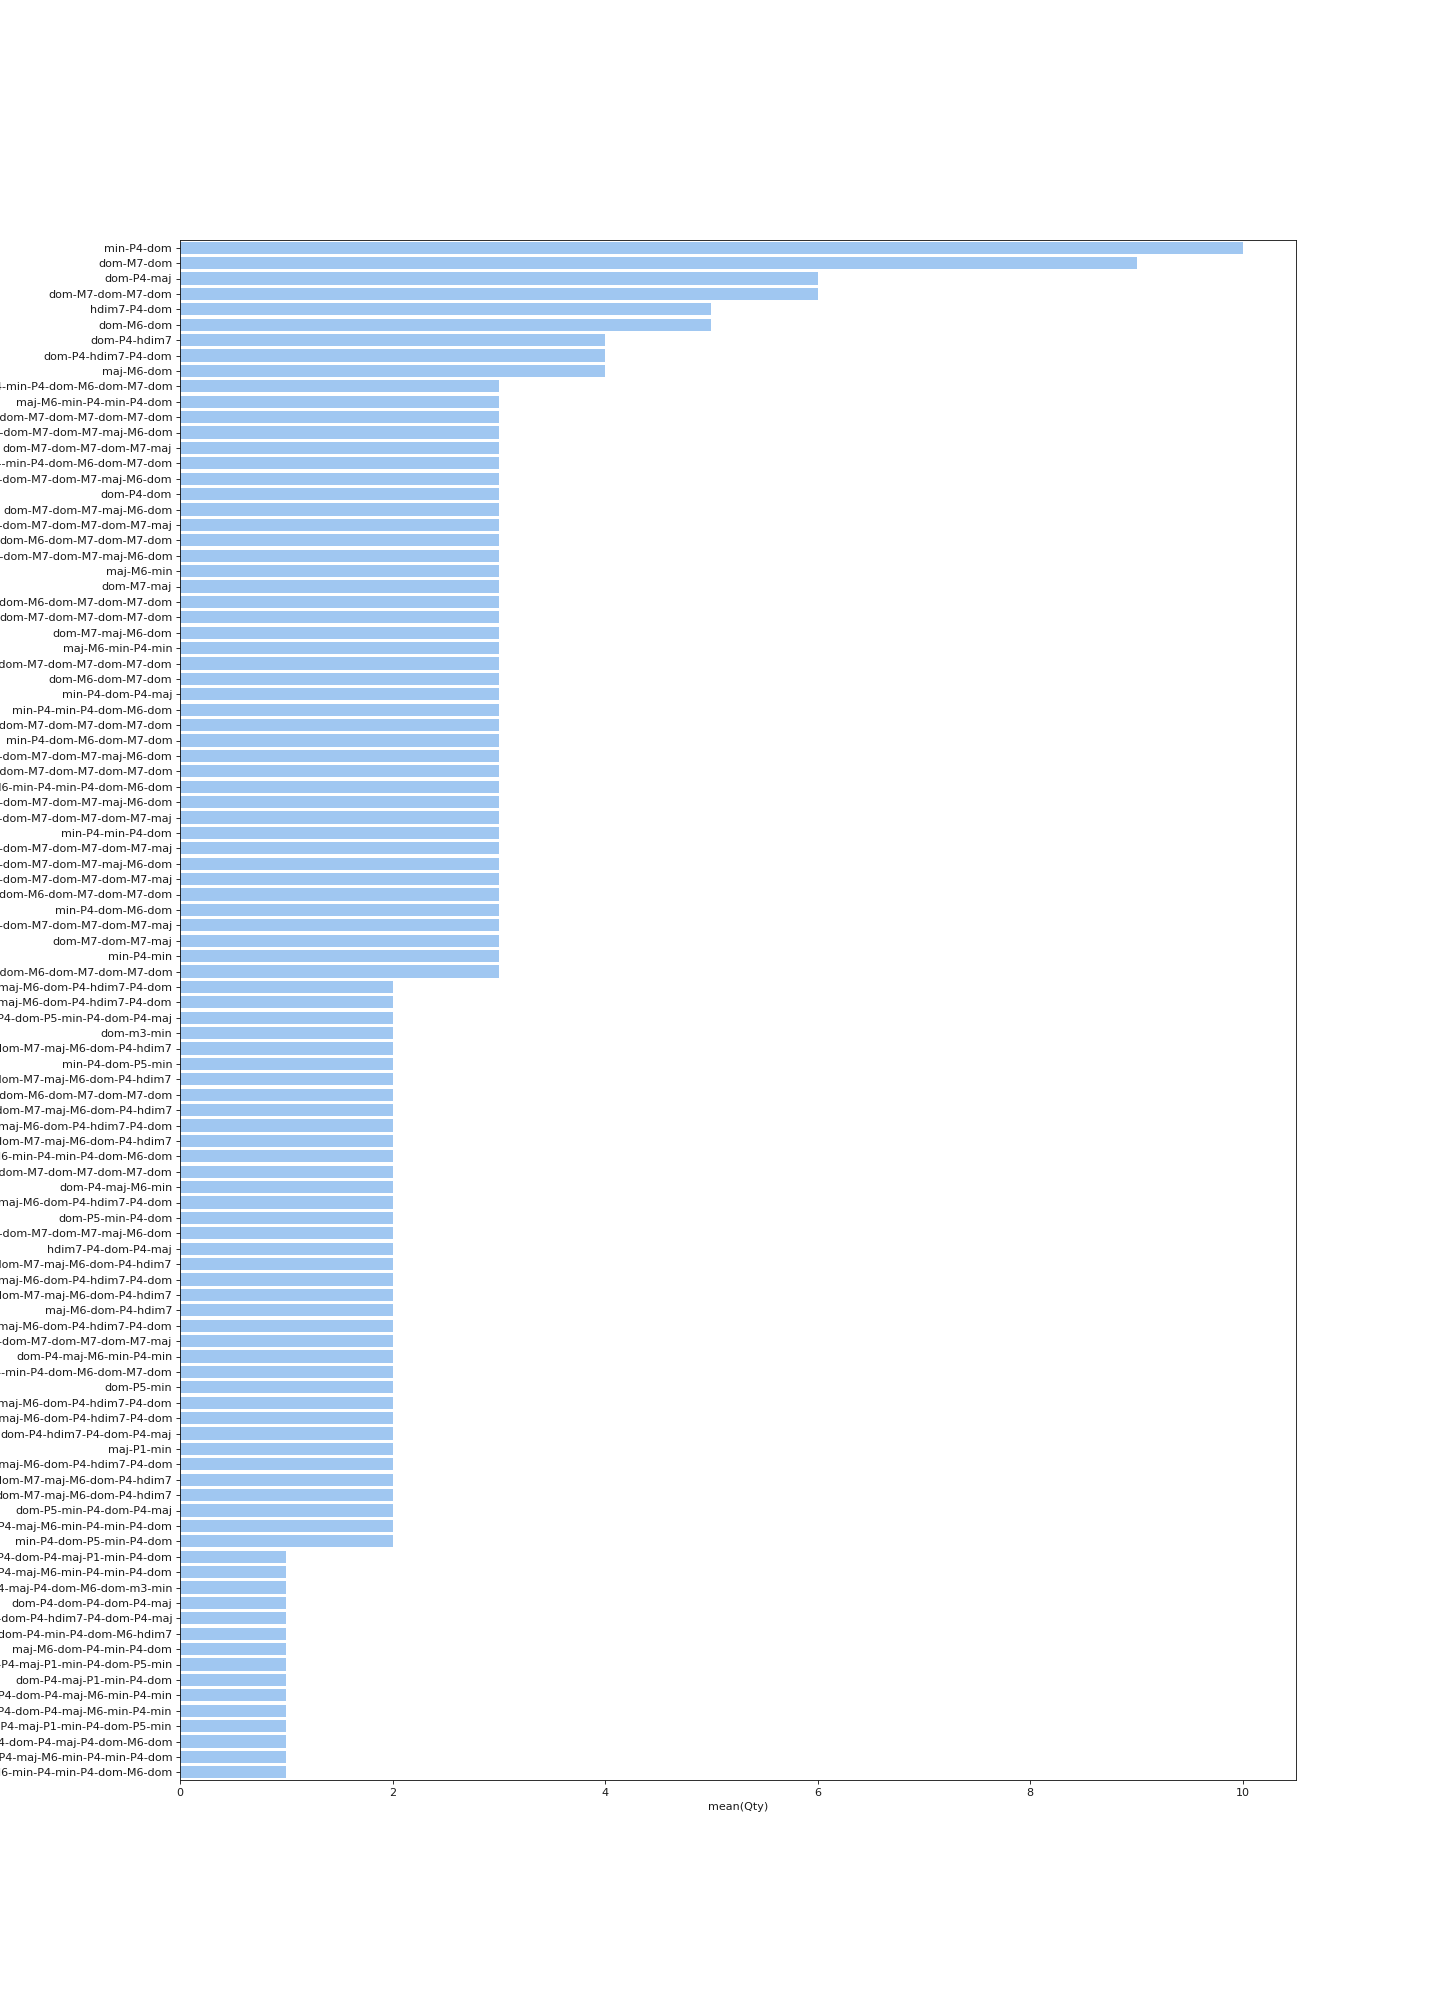 min-P4-dom
dom-M7-dom
dom-P4-maj
dom-M7-dom-M7-dom
hdim7-P4-dom
dom-M6-dom
dom-P4-hdim7
dom-P4-hdim7-P4-dom
maj-M6-dom
-min-P4-dom-M6-dom-M7-dom
maj-M6-min-P4-min-P4-dom
dom-M7-dom-M7-dom-M7-dom
-dom-M7-dom-M7-maj-M6-dom
dom-M7-dom-M7-dom-M7-maj
-min-P4-dom-M6-dom-M7-dom
-dom-M7-dom-M7-maj-M6-dom
dom-P4-dom
dom-M7-dom-M7-maj-M6-dom
-dom-M7-dom-M7-dom-M7-maj
dom-M6-dom-M7-dom-M7-dom
-dom-M7-dom-M7-maj-M6-dom
maj-M6-min
dom-M7-maj
dom-M6-dom-M7-dom-M7-dom
dom-M7-dom-M7-dom-M7-dom
dom-M7-maj-M6-dom
maj-M6-min-P4-min
dom-M7-dom-M7-dom-M7-dom
dom-M6-dom-M7-dom
min-P4-dom-P4-maj
min-P4-min-P4-dom-M6-dom
dom-M7-dom-M7-dom-M7-dom
min-P4-dom-M6-dom-M7-dom
-dom-M7-dom-M7-maj-M6-dom
dom-M7-dom-M7-dom-M7-dom
6-min-P4-min-P4-dom-M6-dom
-dom-M7-dom-M7-maj-M6-dom
-dom-M7-dom-M7-dom-M7-maj
min-P4-min-P4-dom
-dom-M7-dom-M7-dom-M7-maj
-dom-M7-dom-M7-maj-M6-dom
-dom-M7-dom-M7-dom-M7-maj
dom-M6-dom-M7-dom-M7-dom
min-P4-dom-M6-dom
-dom-M7-dom-M7-dom-M7-maj
dom-M7-dom-M7-maj
min-P4-min
dom-M6-dom-M7-dom-M7-dom
maj-M6-dom-P4-hdim7-P4-dom
maj-M6-dom-P4-hdim7-P4-dom
P4-dom-P5-min-P4-dom-P4-maj
dom-m3-min
dom-M7-maj-M6-dom-P4-hdim7
min-P4-dom-P5-min
dom-M7-maj-M6-dom-P4-hdim7
dom-M6-dom-M7-dom-M7-dom
dom-M7-maj-M6-dom-P4-hdim7
maj-M6-dom-P4-hdim7-P4-dom
dom-M7-maj-M6-dom-P4-hdim7
6-min-P4-min-P4-dom-M6-dom
dom-M7-dom-M7-dom-M7-dom
dom-P4-maj-M6-min
maj-M6-dom-P4-hdim7-P4-dom
dom-P5-min-P4-dom
-dom-M7-dom-M7-maj-M6-dom
hdim7-P4-dom-P4-maj
dom-M7-maj-M6-dom-P4-hdim7
maj-M6-dom-P4-hdim7-P4-dom
dom-M7-maj-M6-dom-P4-hdim7
maj-M6-dom-P4-hdim7
maj-M6-dom-P4-hdim7-P4-dom
-dom-M7-dom-M7-dom-M7-maj
dom-P4-maj-M6-min-P4-min
-min-P4-dom-M6-dom-M7-dom
dom-P5-min
maj-M6-dom-P4-hdim7-P4-dom
maj-M6-dom-P4-hdim7-P4-dom
dom-P4-hdim7-P4-dom-P4-maj
maj-P1-min
maj-M6-dom-P4-hdim7-P4-dom
dom-M7-maj-M6-dom-P4-hdim7
dom-M7-maj-M6-dom-P4-hdim7
dom-P5-min-P4-dom-P4-maj
P4-maj-M6-min-P4-min-P4-dom
min-P4-dom-P5-min-P4-dom
P4-dom-P4-maj-P1-min-P4-dom
P4-maj-M6-min-P4-min-P4-dom
4-maj-P4-dom-M6-dom-m3-min
dom-P4-dom-P4-dom-P4-maj
-dom-P4-hdim7-P4-dom-P4-maj
dom-P4-min-P4-dom-M6-hdim7
maj-M6-dom-P4-min-P4-dom
P4-maj-P1-min-P4-dom-P5-min
dom-P4-maj-P1-min-P4-dom
P4-dom-P4-maj-M6-min-P4-min
P4-dom-P4-maj-M6-min-P4-min
P4-maj-P1-min-P4-dom-P5-min
4-dom-P4-maj-P4-dom-M6-dom
P4-maj-M6-min-P4-min-P4-dom
6-min-P4-min-P4-dom-M6-dom
0 2 4 6 8 10
mean(Qty)